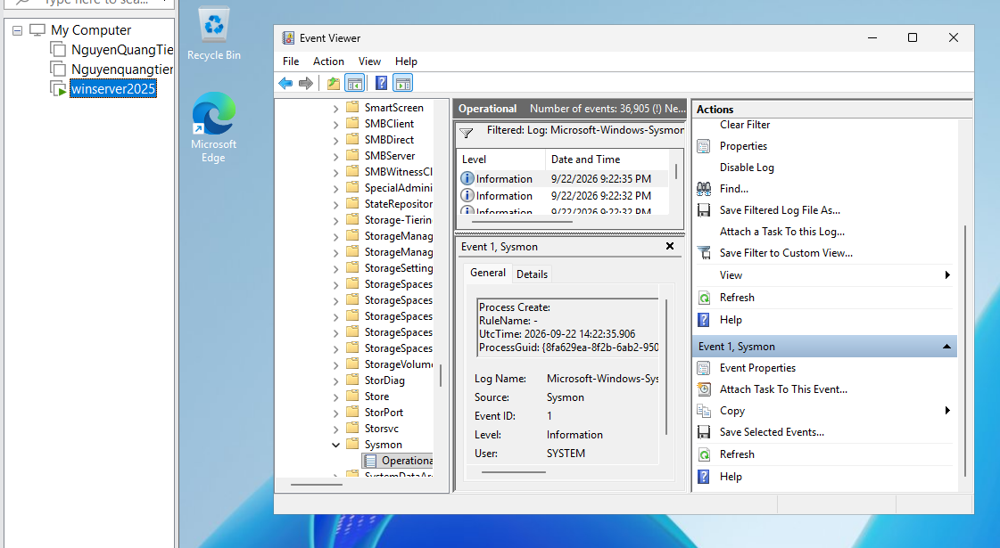 Type here to sea...
My Computer
NguyenQuangTie
Nguyenquangtier
winserver2025
Recycle Bin
Microsoft
Edge
Event Viewer
File Action View Help
SmartScreen
SMBClient
SMBDirect
SMBServer
SMBWitnessCl
SpecialAdmini
StateRepositor
Storage-Tierin
StorageManag
StorageManag
StorageSetting
StorageSpaces
StorageSpaces
StorageSpaces
StorageSpaces
StorageSpaces
StorageVolume
StorDiag
Store
StorPort
Storsvc
Sysmon
Operationa
SystemDataAr
Operational Number of events: 36,905 (!) Ne...
Filtered: Log: Microsoft-Windows-Sysmon
Level Date and Time
Information 9/22/2026 9:22:35 PM
Information 9/22/2026 9:22:32 PM
Information 9/22/2026 9:22:32 PM
Event 1, Sysmon
General Details
Process Create:
RuleName: -
UtcTime: 2026-09-22 14:22:35.906
ProcessGuid: {8fa629ea-8f2b-6ab2-950
Log Name: Microsoft-Windows-Sys
Source: Sysmon
Event ID: 1
Level: Information
User: SYSTEM
Actions
Clear Filter
Properties
Disable Log
Find...
Save Filtered Log File As...
Attach a Task To this Log...
Save Filter to Custom View...
View
Refresh
Help
Event 1, Sysmon
Event Properties
Attach Task To This Event...
Copy
Save Selected Events...
Refresh
Help